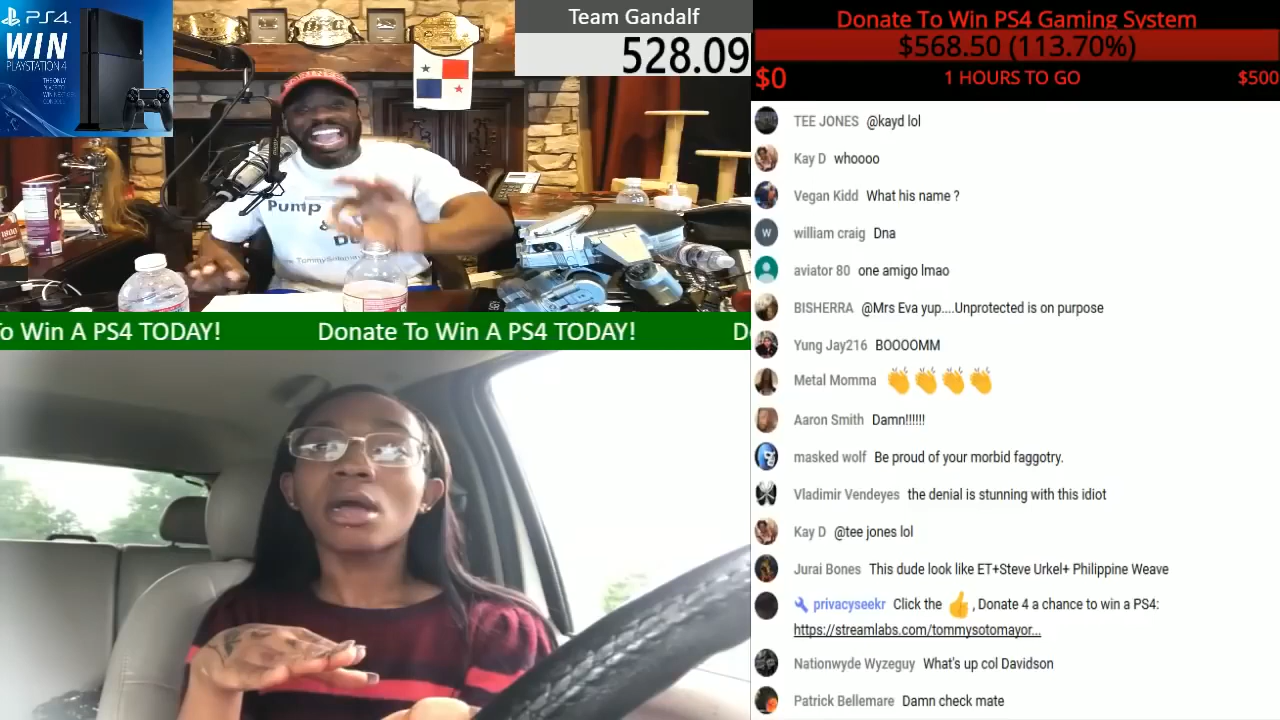 PS4
WIN
PLAYSTATION 4
Team Gandalf
528.09
Pump
&
To Win A PS4 TODAY!
Donate To Win A PS4 TODAY!
Donate To Win PS4 Gaming System
$568.50 (113.70%)
$0
1 HOURS TO GO
$500
TEE JONES @kayd lol
Kay D whoooo
Vegan Kidd What his name ?
W
william craig Dna
aviator 80 one amigo lmao
BISHERRA @Mrs Eva yup....Unprotected is on purpose
Yung Jay216 BOOOOMM
Metal Momma 👏👏👏👏
Aaron Smith Damn!!!!!!
masked wolf Be proud of your morbid faggotry.
Vladimir Vendeyes the denial is stunning with this idiot
Kay D @tee jones lol
Jurai Bones This dude look like ET+Steve Urkel+ Philippine Weave
privacyseekr Click the 👍, Donate 4 a chance to win a PS4:
https://streamlabs.com/tommysotomayor...
Nationwyde Wyzeguy What's up col Davidson
Patrick Bellemare Damn check mate